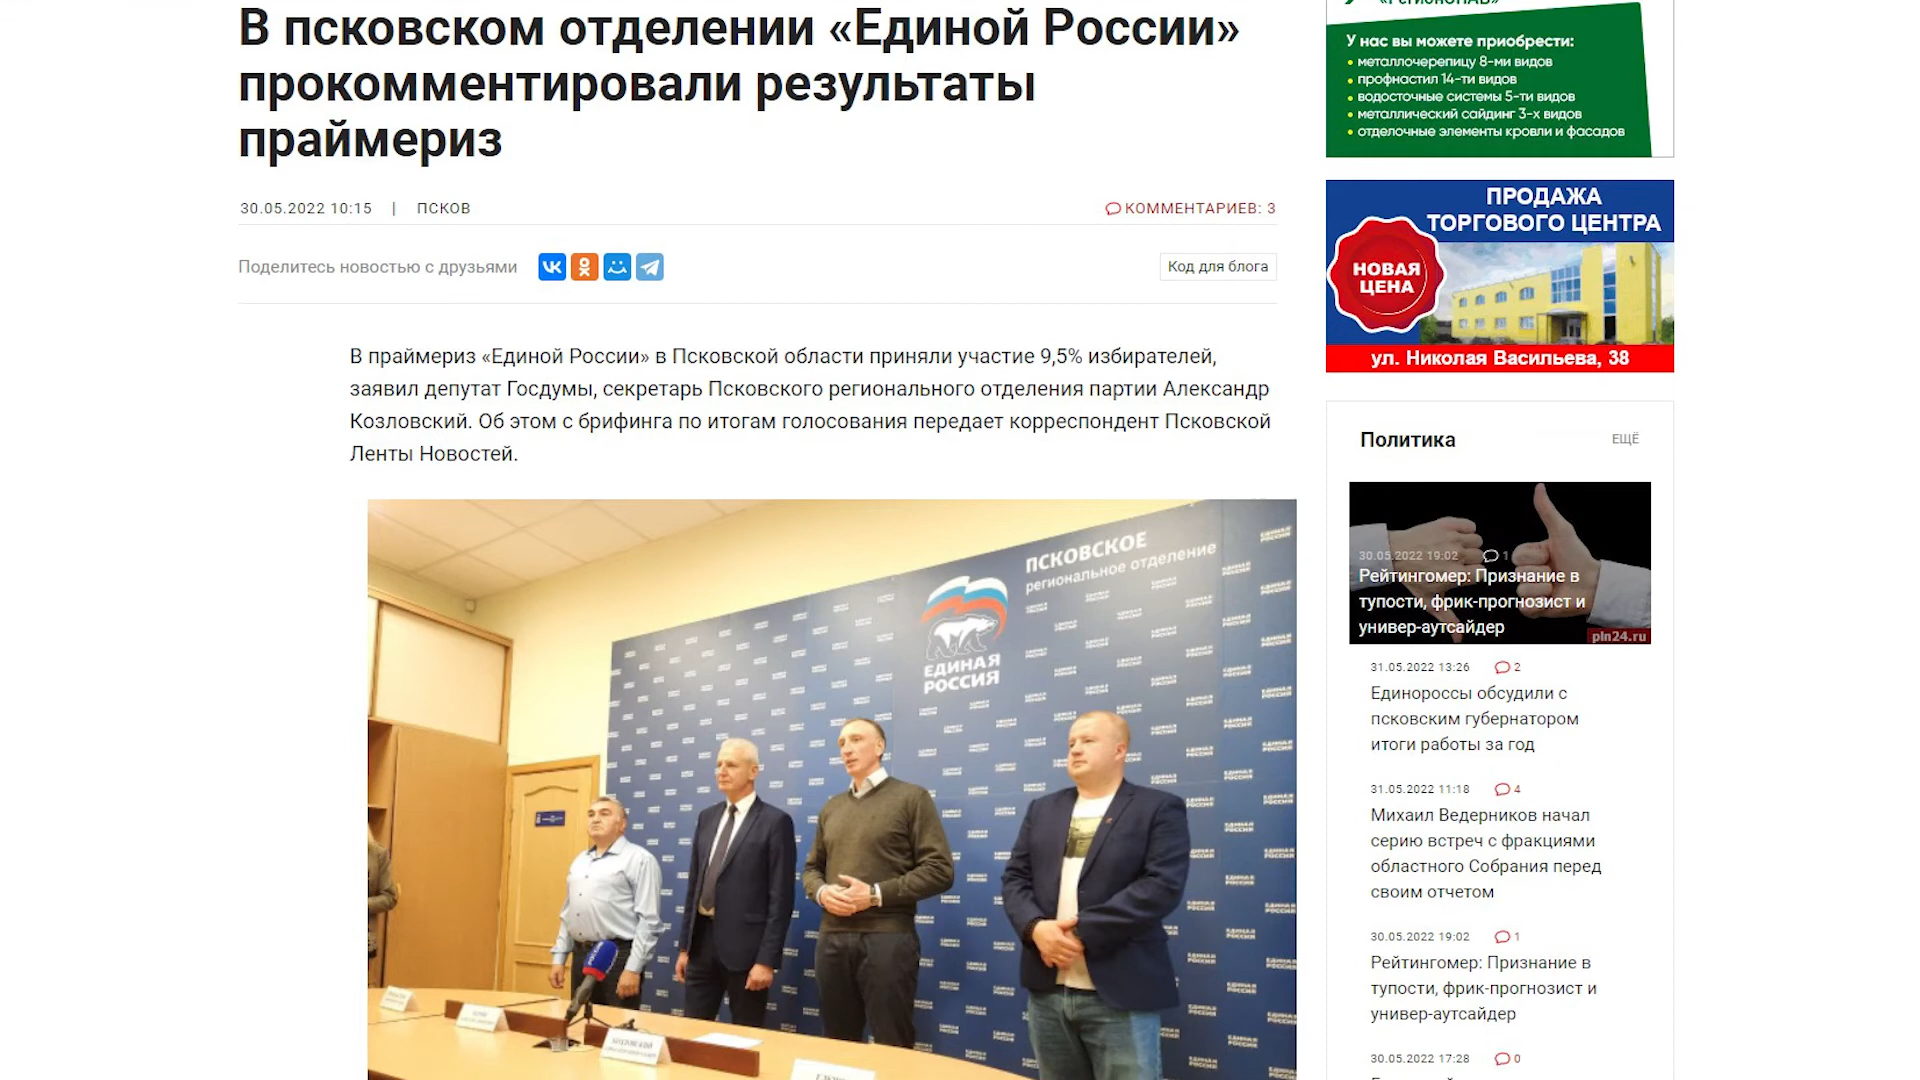 В псковском отделении «Единой России»
прокомментировали результаты
праймериз
30.05.2022 10:15 | ПСКОВ
КОММЕНТАРИЕВ: 3
Поделитесь новостью с друзьями
Код для блога
В праймериз «Единой России» в Псковской области приняли участие 9,5% избирателей,
заявил депутат Госдумы, секретарь Псковского регионального отделения партии Александр
Козловский. Об этом с брифинга по итогам голосования передает корреспондент Псковской
Ленты Новостей.
ПСКОВСКОЕ
региональное отделение
ЕДИНАЯ
РОССИЯ
У нас вы можете приобрести:
• металлочерепицу 8-ми видов
• профнастил 14-ти видов
• водосточные системы 5-ти видов
• металлический сайдинг 3-х видов
• отделочные элементы кровли и фасадов
ПРОДАЖА
ТОРГОВОГО ЦЕНТРА
НОВАЯ
ЦЕНА
ул. Николая Васильева, 38
Политика
ЕЩЁ
30.05.2022 19:02 1
Рейтингомер: Признание в
тупости, фрик-прогнозист и
универ-аутсайдер
pln24.ru
31.05.2022 13:26 2
Единороссы обсудили с
псковским губернатором
итоги работы за год
31.05.2022 11:18 4
Михаил Ведерников начал
серию встреч с фракциями
областного Собрания перед
своим отчетом
30.05.2022 19:02 1
Рейтингомер: Признание в
тупости, фрик-прогнозист и
универ-аутсайдер
30.05.2022 17:28 0